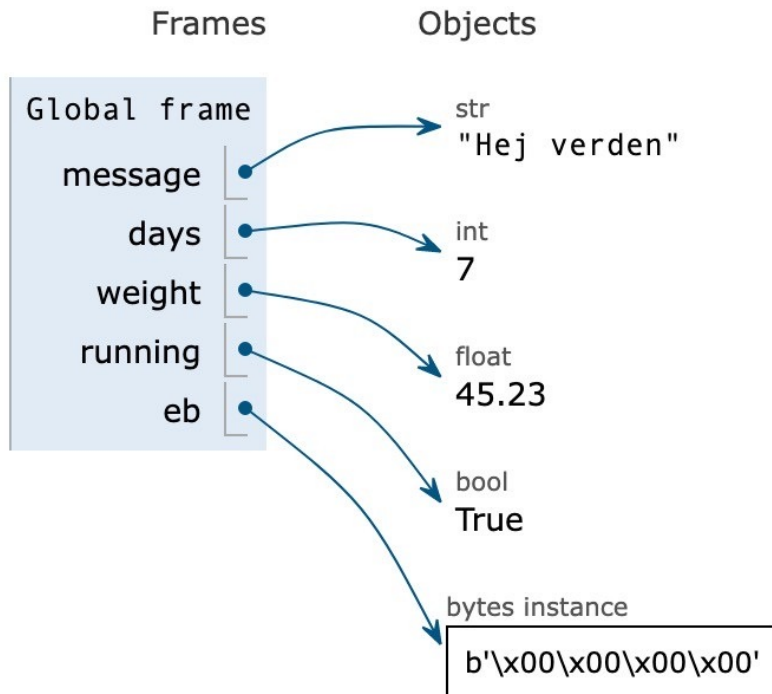 Frames
Objects
Global frame
message
days
weight
running
eb
str
"Hej verden"
int
7
float
45.23
bool
True
bytes instance
b'\x00\x00\x00\x00'